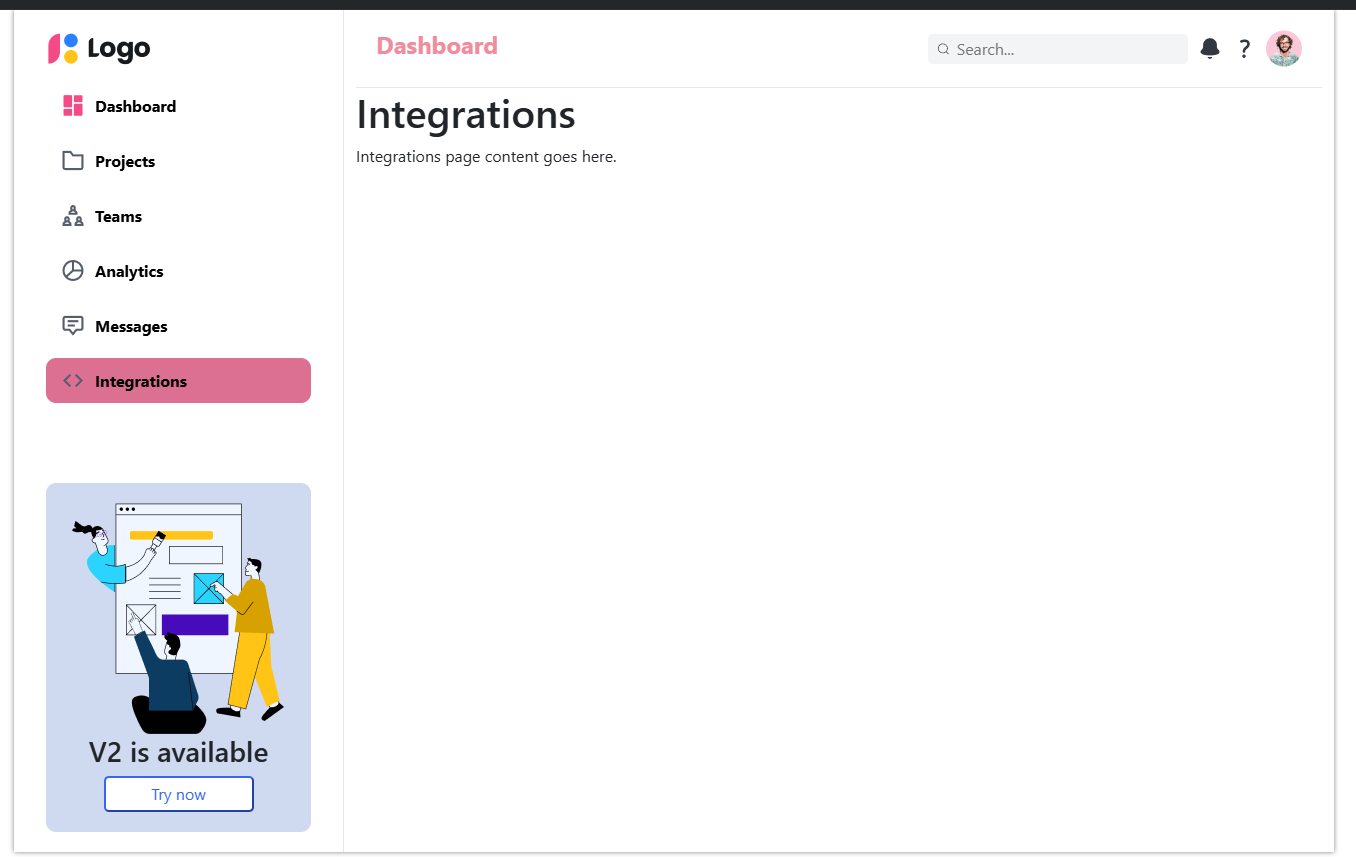 Logo
Dashboard
Projects
Teams
Analytics
Messages
Integrations
V2 is available
Try now
Dashboard
Search...
?
Integrations
Integrations page content goes here.